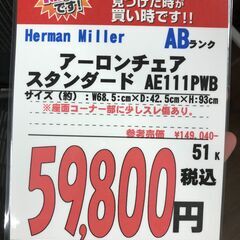 です!
見つけた時が
買い時です!!
Herman Miller ABランク
アーロンチェア
スタンダード AE111PWB
サイズ(約):W68.5cm×D42.5cm×H93cm
※座面コーナー部に少しスレ傷あり。
参考売価 ¥149,040-
51K
59,800円 税込